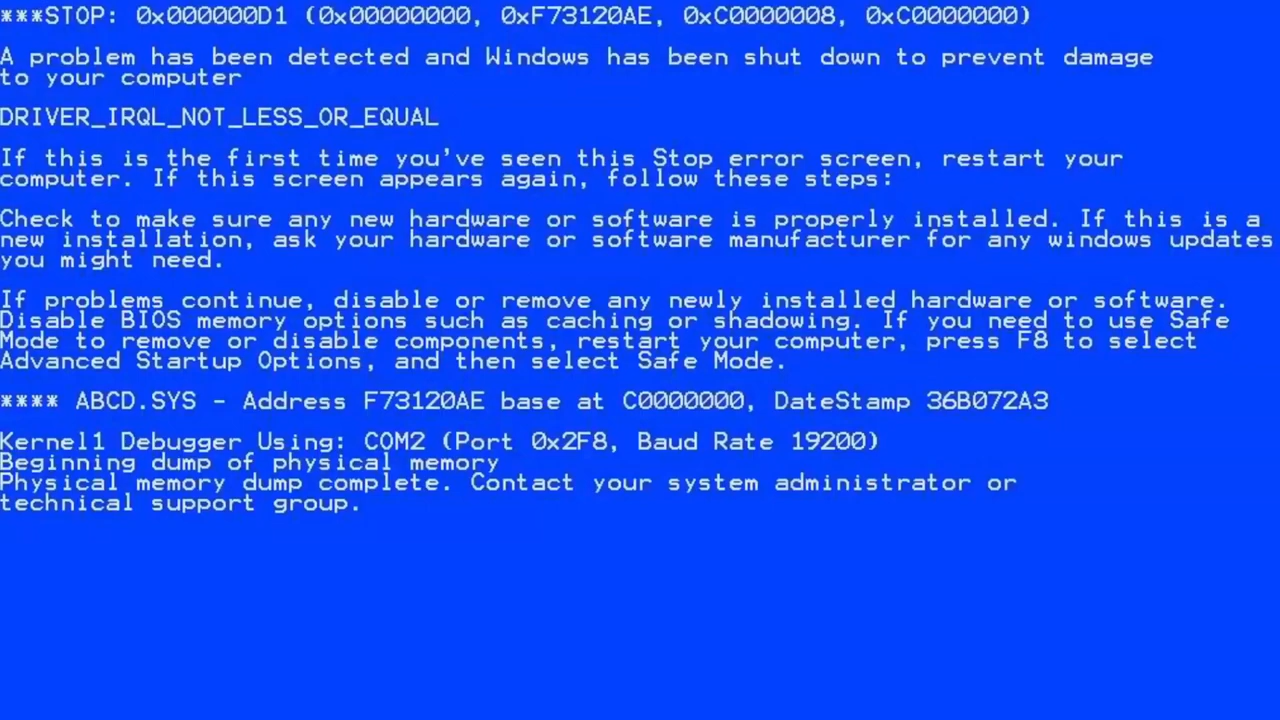 ***STOP: 0x000000D1 (0x00000000, 0xF73120AE, 0xC0000008, 0xC0000000)
A problem has been detected and Windows has been shut down to prevent damage
to your computer
DRIVER_IRQL_NOT_LESS_OR_EQUAL
If this is the first time you've seen this Stop error screen, restart your
computer. If this screen appears again, follow these steps:
Check to make sure any new hardware or software is properly installed. If this is a
new installation, ask your hardware or software manufacturer for any windows updates
you might need.
If problems continue, disable or remove any newly installed hardware or software.
Disable BIOS memory options such as caching or shadowing. If you need to use Safe
Mode to remove or disable components, restart your computer, press F8 to select
Advanced Startup Options, and then select Safe Mode.
**** ABCD.SYS - Address F73120AE base at C0000000, DateStamp 36B072A3
Kernel1 Debugger Using: COM2 (Port 0x2F8, Baud Rate 19200)
Beginning dump of physical memory
Physical memory dump complete. Contact your system administrator or
technical support group.